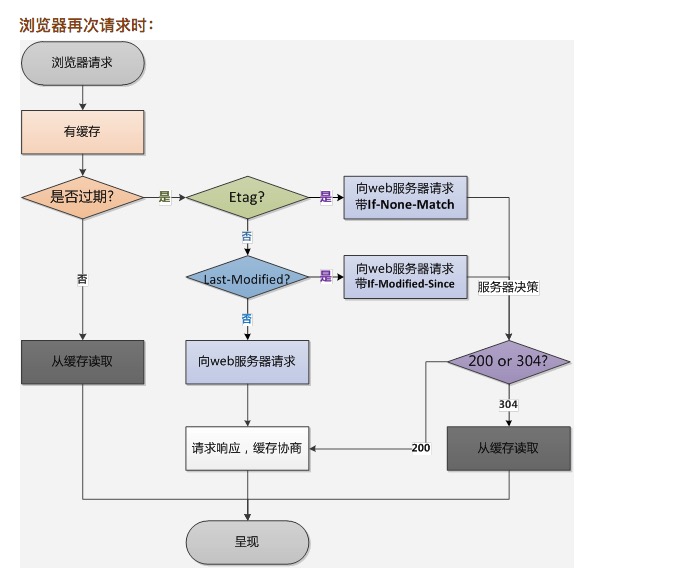 浏览器再次请求时：
浏览器请求
有缓存
是否过期？
是
Etag？
是
向web服务器请求
带If-None-Match
否
否
Last-Modified？
是
向web服务器请求
带If-Modified-Since
服务器决策
否
从缓存读取
向web服务器请求
200 or 304？
304
请求响应，缓存协商
200
从缓存读取
呈现